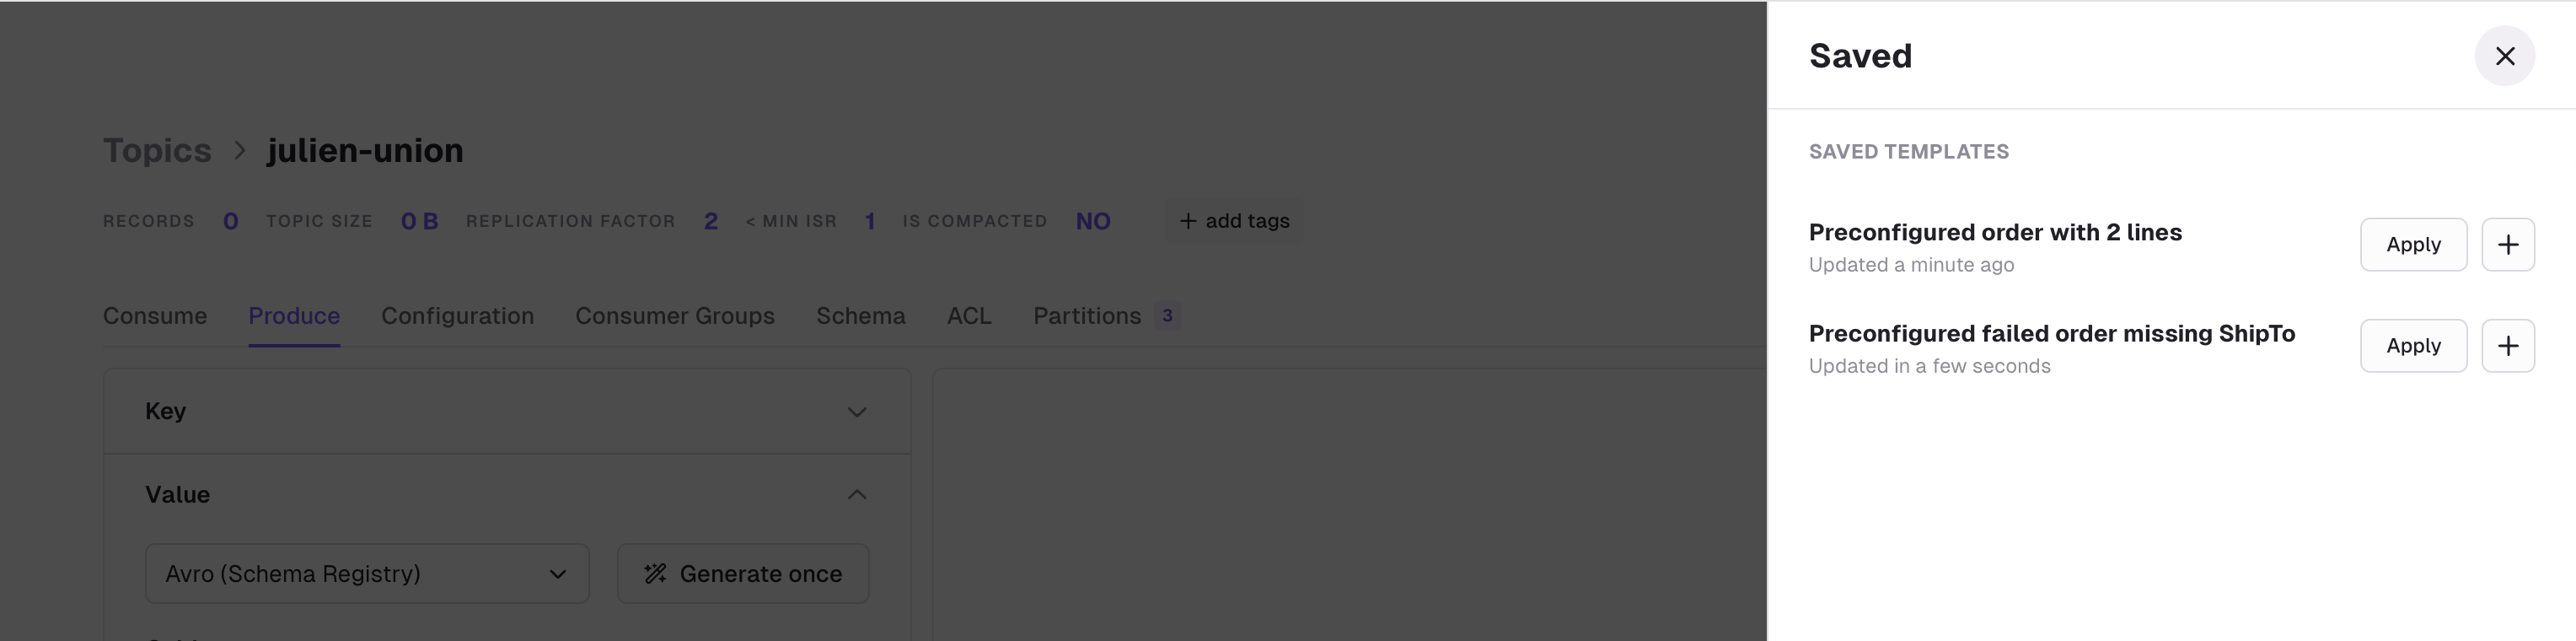 Topics > julien-union
RECORDS 0 TOPIC SIZE 0 B REPLICATION FACTOR 2 < MIN ISR 1 IS COMPACTED NO + add tags
Consume Produce Configuration Consumer Groups Schema ACL Partitions 3
Key
Value
Avro (Schema Registry) Generate once
Saved
SAVED TEMPLATES
Preconfigured order with 2 lines
Updated a minute ago
Apply +
Preconfigured failed order missing ShipTo
Updated in a few seconds
Apply +